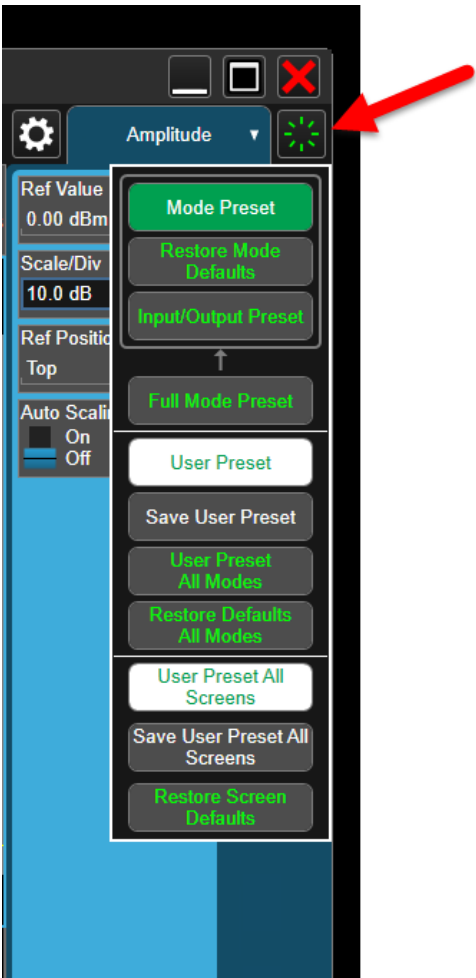 Amplitude
Ref Value
0.00 dBm
Scale/Div
10.0 dB
Ref Positio
Top
Auto Scalin
On
Off
Mode Preset
Restore Mode
Defaults
Input/Output Preset
Full Mode Preset
User Preset
Save User Preset
User Preset
All Modes
Restore Defaults
All Modes
User Preset All
Screens
Save User Preset All
Screens
Restore Screen
Defaults